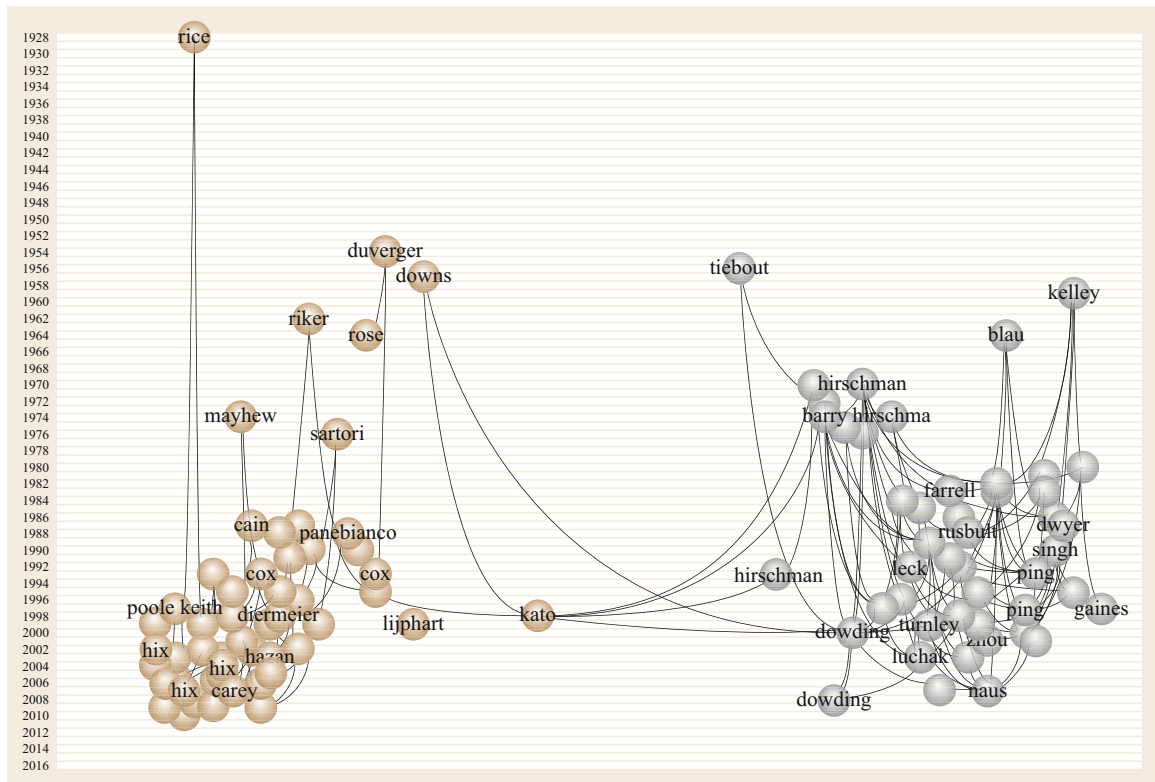 1928
rice
1930
1932
1934
1936
1938
1940
1942
1944
1946
1948
1950
1952
duverger
1954
tiebout
1956
downs
1958
kelley
1960
riker
1962
rose
blau
1964
1966
1968
hirschman
1970
1972
mayhew
barry hirschma
1974
sartori
1976
1978
1980
farrell
1982
1984
1986
cain
dwyer
panebianco
rusbult
1988
singh
1990
leck
1992
cox
cox
hirschman
ping
1994
1996
poole keith
diermeier
kato
ping
gaines
1998
lijphart
dowding
turnley
2000
zhou
hix
hazan
luchak
2002
hix
2004
2006
hix
carey
naus
dowding
2008
2010
2012
2014
2016